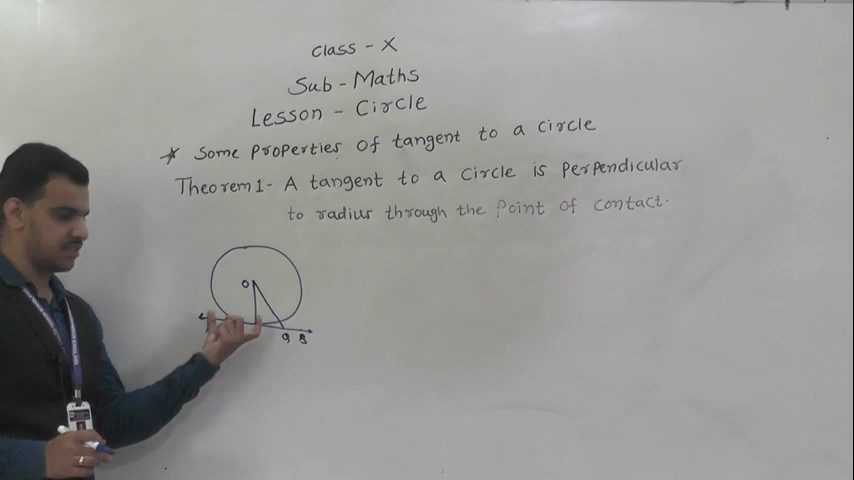 Class - X
Sub - Maths
Lesson - Circle
* Some Properties of tangent to a circle
Theorem 1 - A tangent to a circle is perpendicular
to radius through the point of contact.
O
Q B